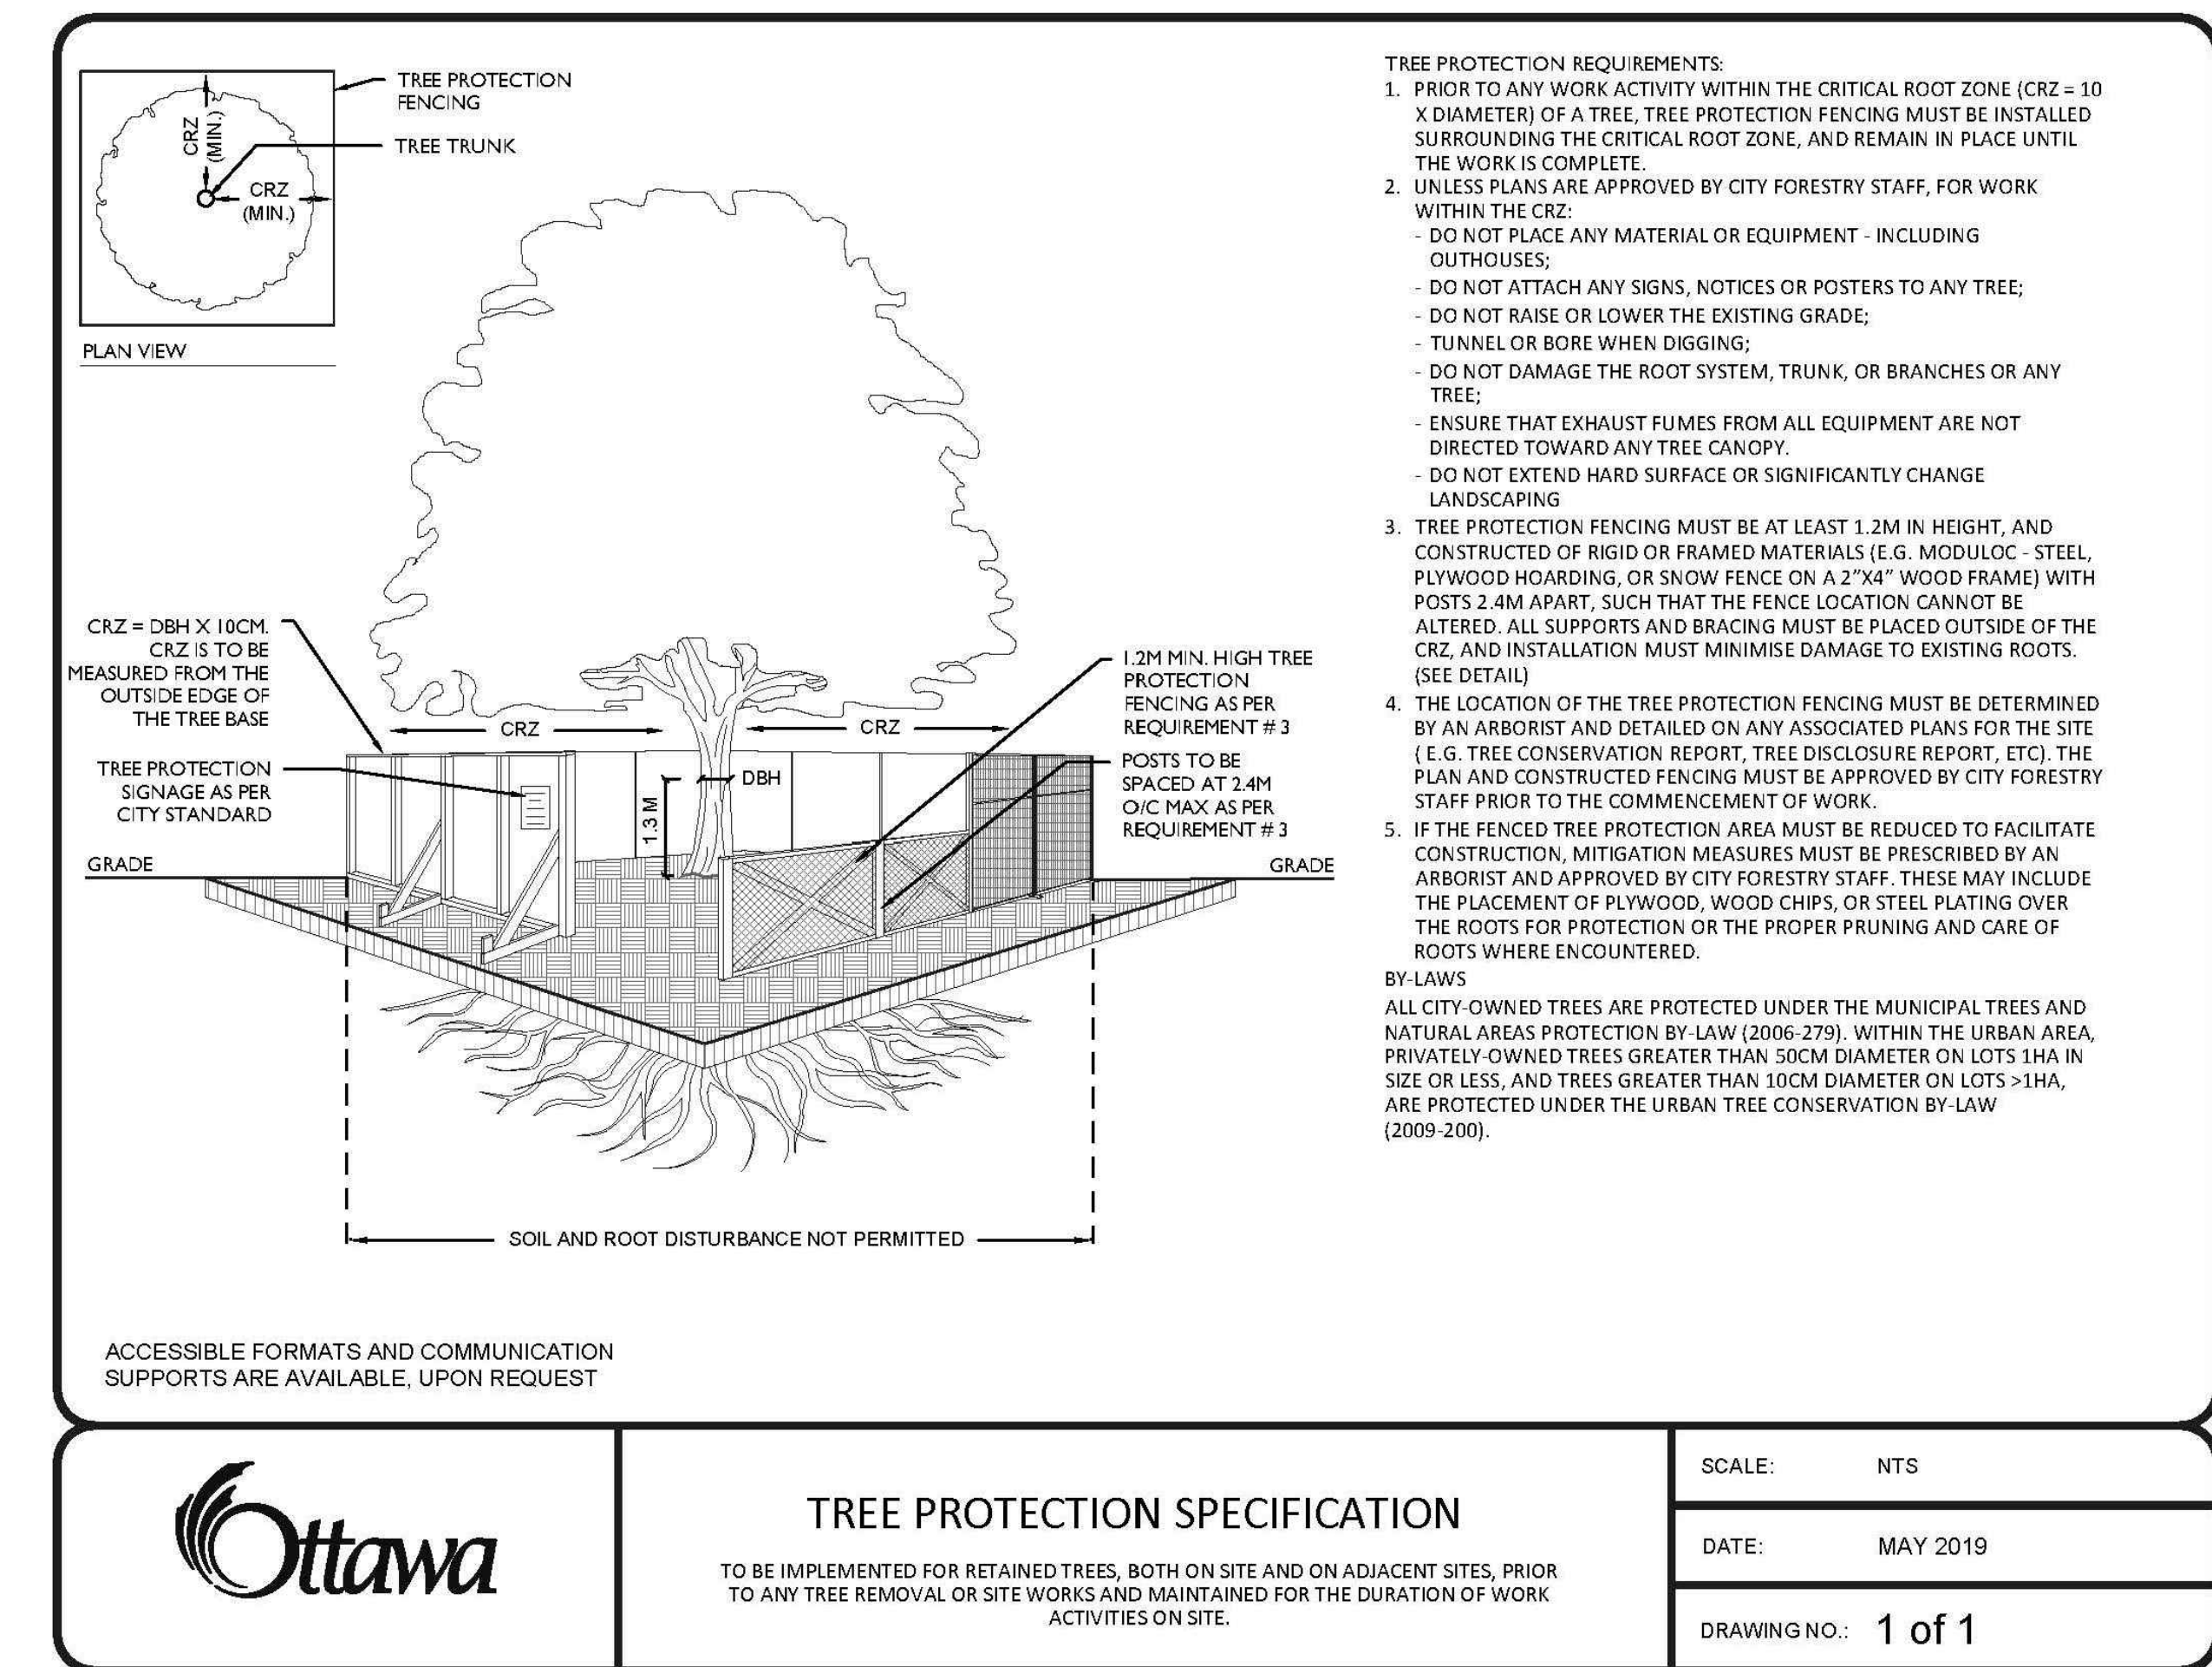 TREE PROTECTION
FENCING
TREE TRUNK
CRZ
(MIN.)
CRZ
(MIN.)
PLAN VIEW
CRZ = DBH X 10CM.
CRZ IS TO BE
MEASURED FROM THE
OUTSIDE EDGE OF
THE TREE BASE
TREE PROTECTION
SIGNAGE AS PER
CITY STANDARD
GRADE
CRZ
CRZ
DBH
1.3 M
1.2M MIN. HIGH TREE
PROTECTION
FENCING AS PER
REQUIREMENT # 3
POSTS TO BE
SPACED AT 2.4M
O/C MAX AS PER
REQUIREMENT # 3
GRADE
SOIL AND ROOT DISTURBANCE NOT PERMITTED
ACCESSIBLE FORMATS AND COMMUNICATION
SUPPORTS ARE AVAILABLE, UPON REQUEST
TREE PROTECTION REQUIREMENTS:
1. PRIOR TO ANY WORK ACTIVITY WITHIN THE CRITICAL ROOT ZONE (CRZ = 10
X DIAMETER) OF A TREE, TREE PROTECTION FENCING MUST BE INSTALLED
SURROUNDING THE CRITICAL ROOT ZONE, AND REMAIN IN PLACE UNTIL
THE WORK IS COMPLETE.
2. UNLESS PLANS ARE APPROVED BY CITY FORESTRY STAFF, FOR WORK
WITHIN THE CRZ:
- DO NOT PLACE ANY MATERIAL OR EQUIPMENT - INCLUDING
OUTHOUSES;
- DO NOT ATTACH ANY SIGNS, NOTICES OR POSTERS TO ANY TREE;
- DO NOT RAISE OR LOWER THE EXISTING GRADE;
- TUNNEL OR BORE WHEN DIGGING;
- DO NOT DAMAGE THE ROOT SYSTEM, TRUNK, OR BRANCHES OR ANY
TREE;
- ENSURE THAT EXHAUST FUMES FROM ALL EQUIPMENT ARE NOT
DIRECTED TOWARD ANY TREE CANOPY.
- DO NOT EXTEND HARD SURFACE OR SIGNIFICANTLY CHANGE
LANDSCAPING
3. TREE PROTECTION FENCING MUST BE AT LEAST 1.2M IN HEIGHT, AND
CONSTRUCTED OF RIGID OR FRAMED MATERIALS (E.G. MODULOC - STEEL,
PLYWOOD HOARDING, OR SNOW FENCE ON A 2"X4" WOOD FRAME) WITH
POSTS 2.4M APART, SUCH THAT THE FENCE LOCATION CANNOT BE
ALTERED. ALL SUPPORTS AND BRACING MUST BE PLACED OUTSIDE OF THE
CRZ, AND INSTALLATION MUST MINIMISE DAMAGE TO EXISTING ROOTS.
(SEE DETAIL)
4. THE LOCATION OF THE TREE PROTECTION FENCING MUST BE DETERMINED
BY AN ARBORIST AND DETAILED ON ANY ASSOCIATED PLANS FOR THE SITE
( E.G. TREE CONSERVATION REPORT, TREE DISCLOSURE REPORT, ETC). THE
PLAN AND CONSTRUCTED FENCING MUST BE APPROVED BY CITY FORESTRY
STAFF PRIOR TO THE COMMENCEMENT OF WORK.
5. IF THE FENCED TREE PROTECTION AREA MUST BE REDUCED TO FACILITATE
CONSTRUCTION, MITIGATION MEASURES MUST BE PRESCRIBED BY AN
ARBORIST AND APPROVED BY CITY FORESTRY STAFF. THESE MAY INCLUDE
THE PLACEMENT OF PLYWOOD, WOOD CHIPS, OR STEEL PLATING OVER
THE ROOTS FOR PROTECTION OR THE PROPER PRUNING AND CARE OF
ROOTS WHERE ENCOUNTERED.
BY-LAWS
ALL CITY-OWNED TREES ARE PROTECTED UNDER THE MUNICIPAL TREES AND
NATURAL AREAS PROTECTION BY-LAW (2006-279). WITHIN THE URBAN AREA,
PRIVATELY-OWNED TREES GREATER THAN 50CM DIAMETER ON LOTS 1HA IN
SIZE OR LESS, AND TREES GREATER THAN 10CM DIAMETER ON LOTS >1HA,
ARE PROTECTED UNDER THE URBAN TREE CONSERVATION BY-LAW
(2009-200).
Ottawa
TREE PROTECTION SPECIFICATION
TO BE IMPLEMENTED FOR RETAINED TREES, BOTH ON SITE AND ON ADJACENT SITES, PRIOR
TO ANY TREE REMOVAL OR SITE WORKS AND MAINTAINED FOR THE DURATION OF WORK
ACTIVITIES ON SITE.
SCALE: NTS
DATE: MAY 2019
DRAWING NO.: 1 of 1